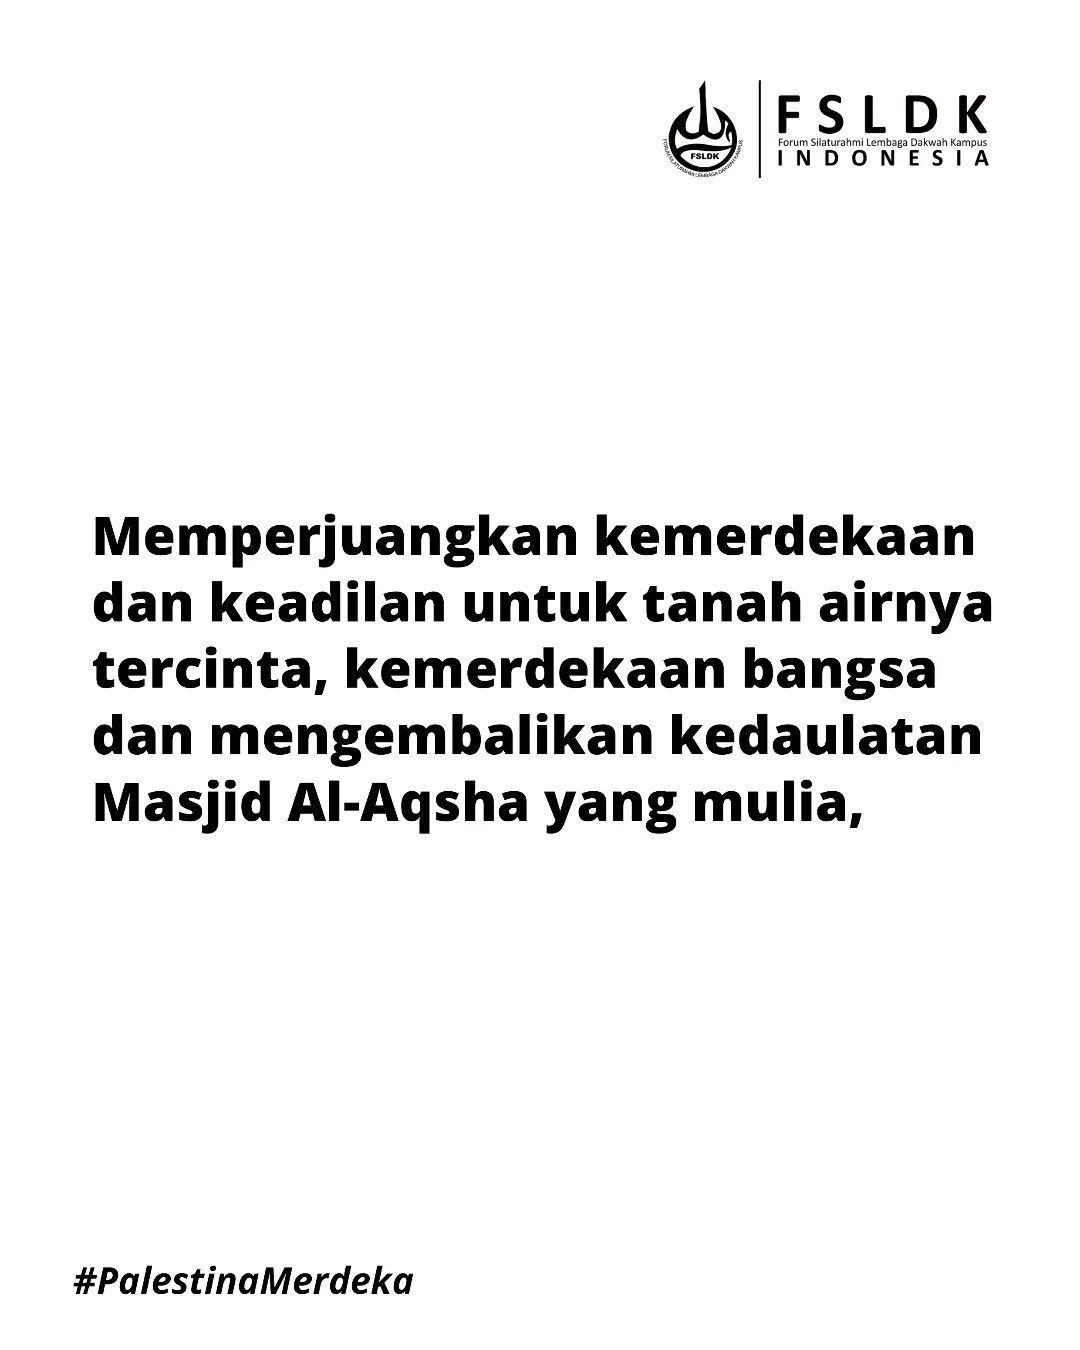 FSLDK
Forum Silaturahmi Lembaga Dakwah Kampus
INDONESIA
FSLDK
Memperjuangkan kemerdekaan
dan keadilan untuk tanah airnya
tercinta, kemerdekaan bangsa
dan mengembalikan kedaulatan
Masjid Al-Aqsha yang mulia,
#PalestinaMerdeka